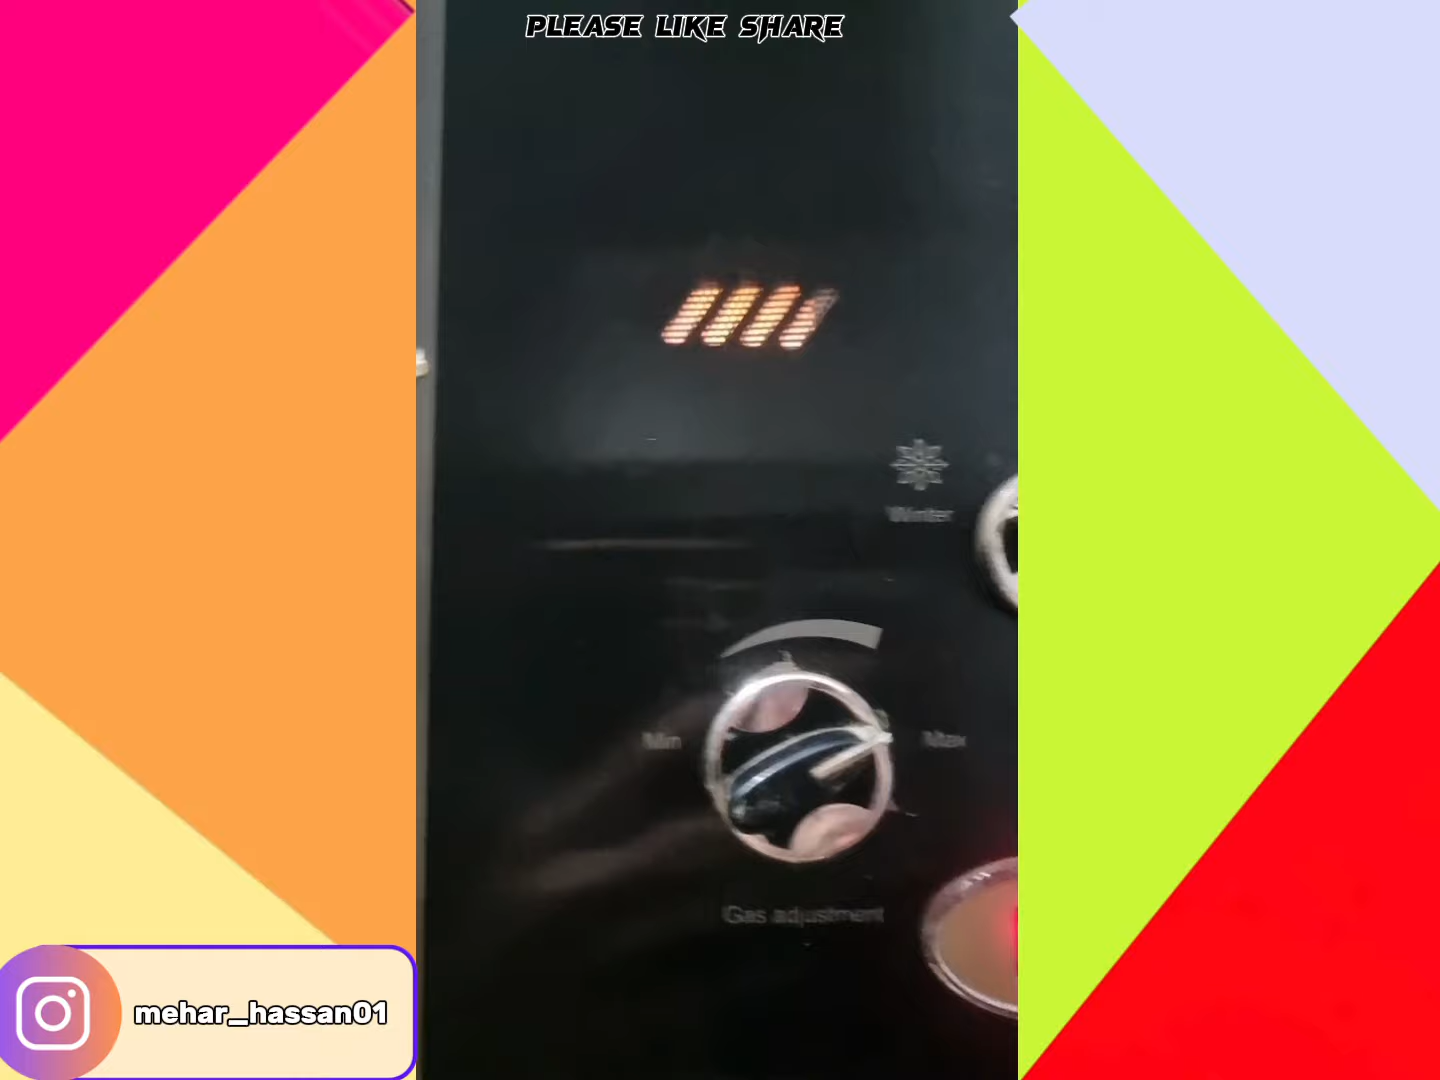 PLEASE LIKE SHARE
Winter
Min
Max
Gas adjustment
mehar_hassan01